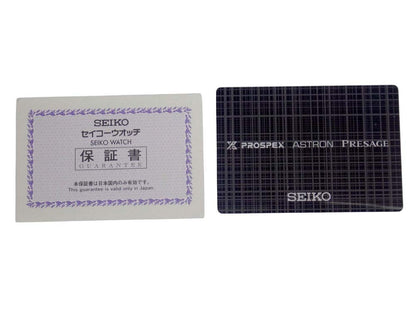 SEIKO
セイコーウオッチ
SEIKO WATCH
保証書
GUARANTEE
本保証書は日本国内のみ有効です。
This guarantee is valid only in Japan.
PROSPEX ASTRON PRESAGE
SEIKO